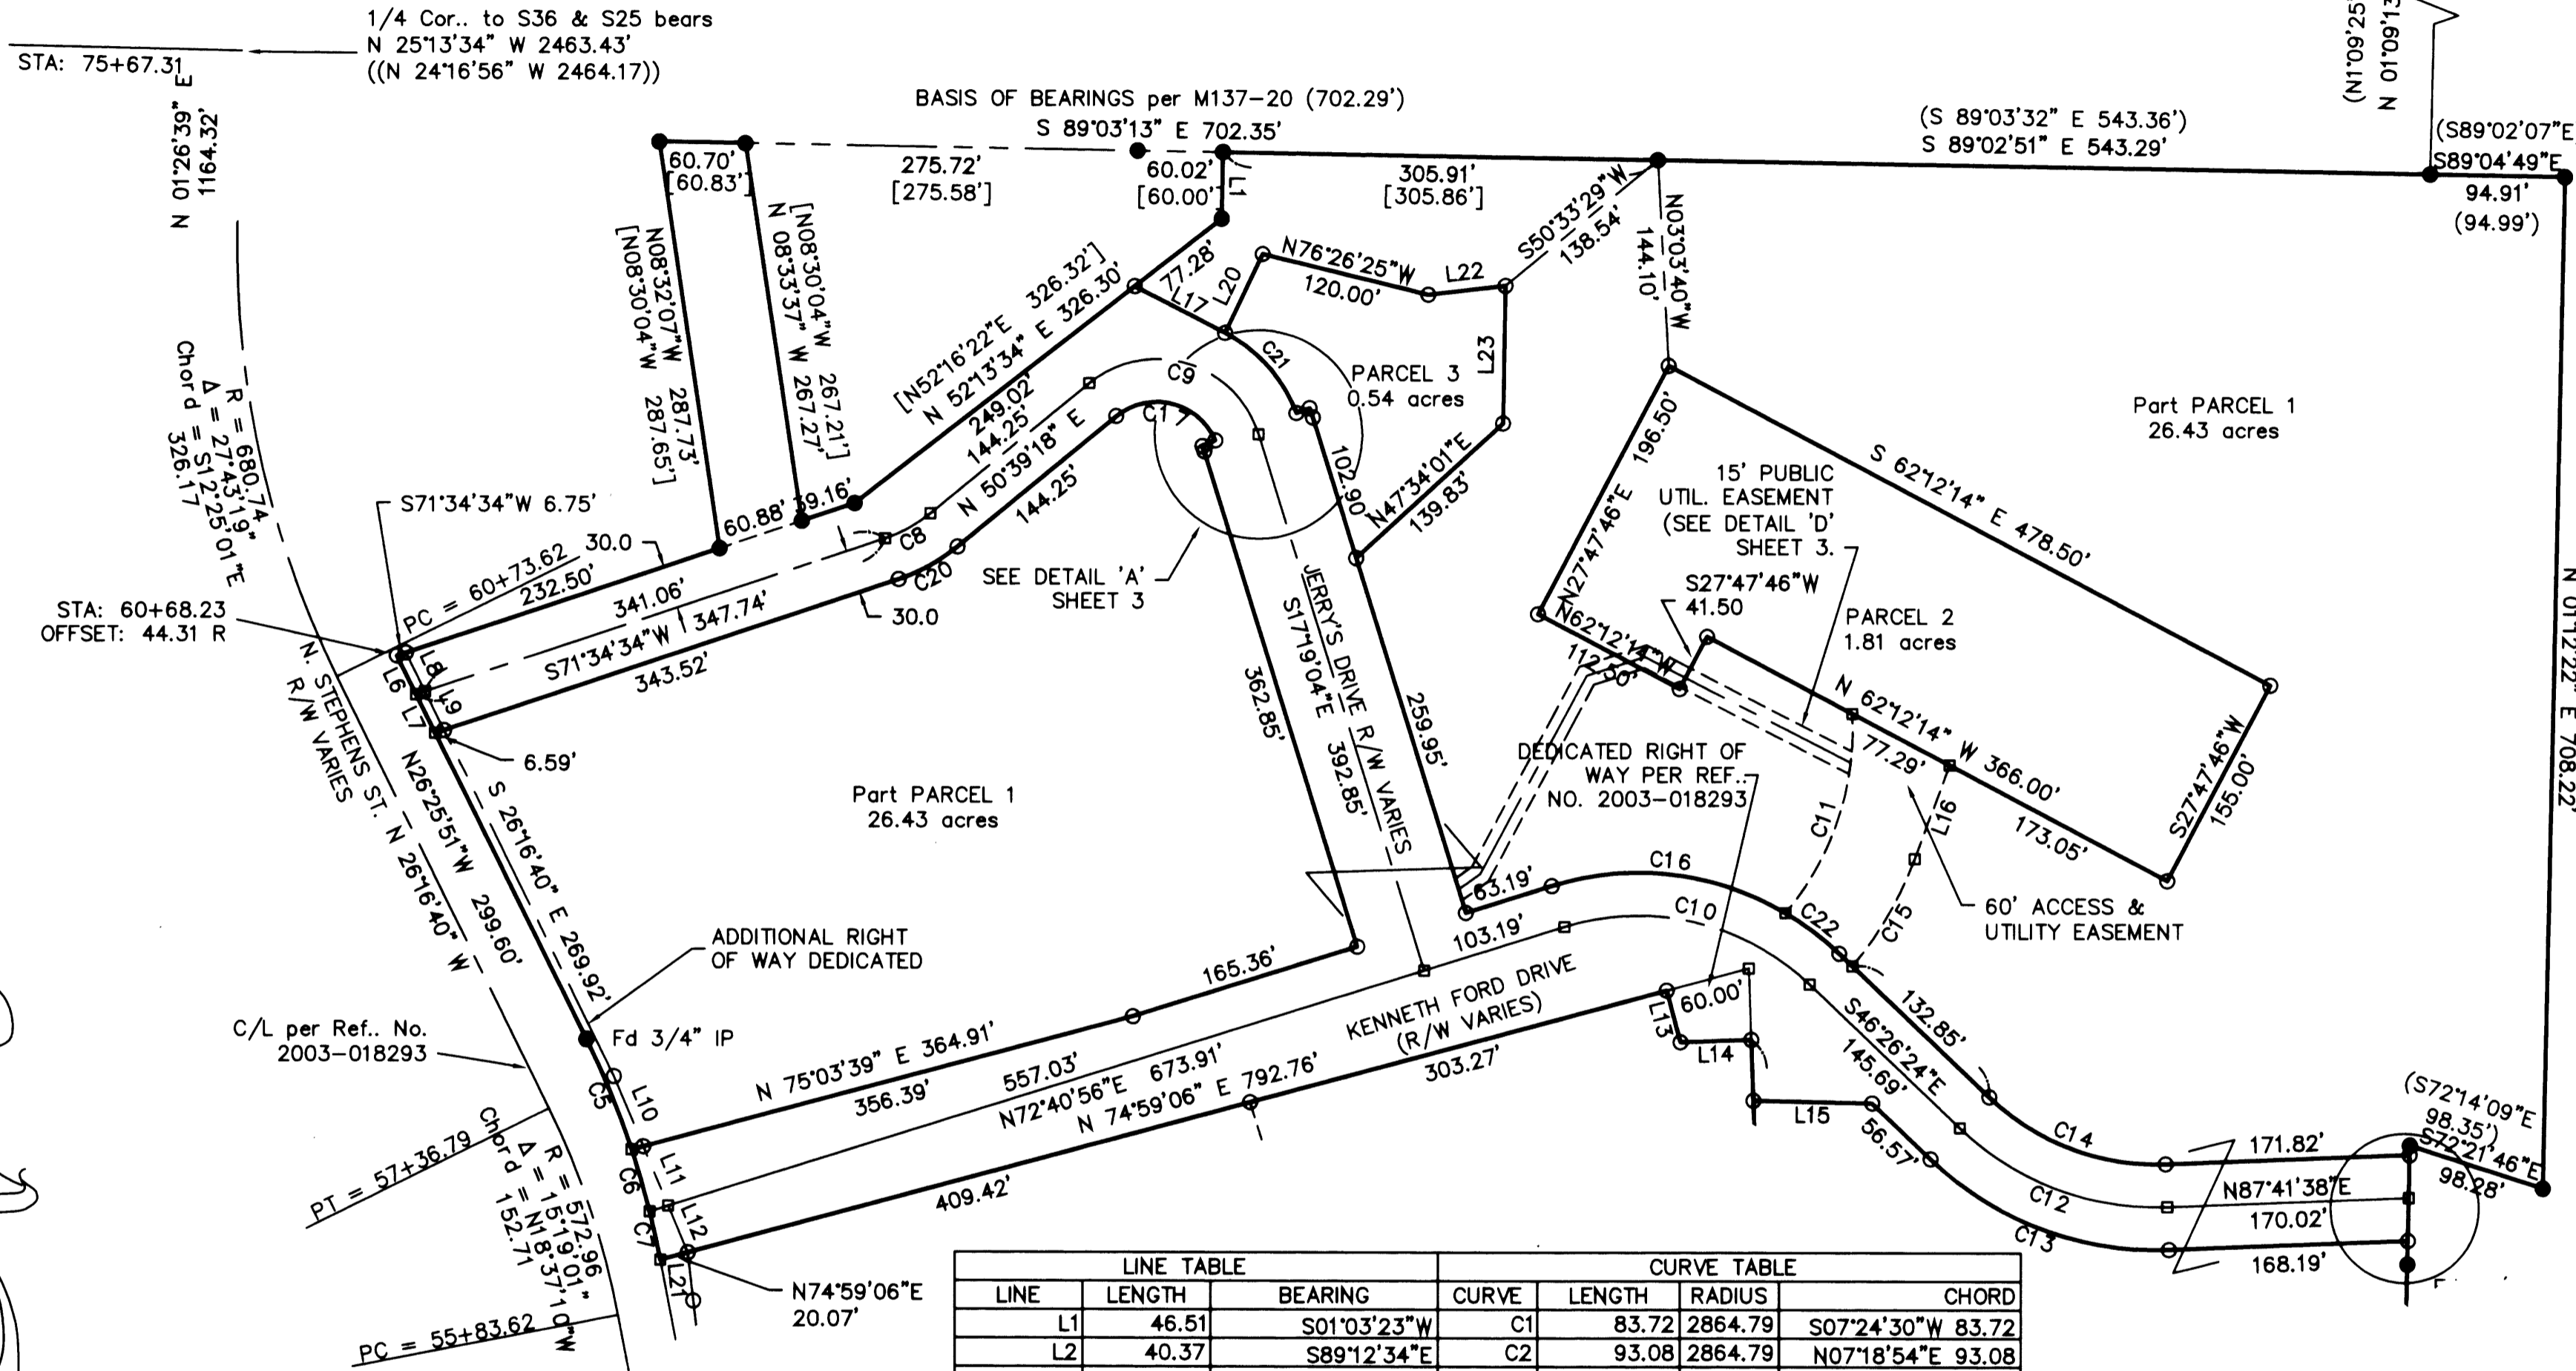 1/4 Cor.. to S36 & S25 bears
N 25°13'34" W 2463.43'
((N 24°16'56" W 2464.17))
STA: 75+67.31
N 01°26'39" E
1164.32'
BASIS OF BEARINGS per M137-20 (702.29')
S 89°03'13" E 702.35'
(S 89°03'32" E 543.36')
S 89°02'51" E 543.29'
(N1°09'25"
N 01°09'13
(S89°02'07"E
S89°04'49"E
94.91'
(94.99')
60.70'
[60.83']
275.72'
[275.58']
60.02'
[60.00']
L1
305.91'
[305.86']
S50°33'29"W
138.54'
N03°03'40"W
144.10'
N08°32'07"W 287.73'
[N08°30'04"W 287.65']
[N08°30'04"W 267.21']
N 08°33'37" W 267.27'
[N52°16'22"E 326.32']
N 52°13'34" E 326.30'
249.02'
77.28'
L17
L20
N76°26'25"W
120.00'
L22
L23
C21
C9
C17
PARCEL 3
0.54 acres
144.25'
N 50°39'18" E
144.25'
102.90'
N47°34'01"E
139.83'
R = 680.74
Δ = 27°43'19"
Chord = S12°25'01"E
326.17
S71°34'34"W 6.75'
PC = 60+73.62
30.0
232.50'
60.88'
39.16'
C8
C20
STA: 60+68.23
OFFSET: 44.31 R
341.06'
S71°34'34"W 347.74'
343.52'
30.0
L8
L9
L6
L7
6.59'
SEE DETAIL 'A'
SHEET 3
JERRY'S DRIVE R/W VARIES
S17°19'04"E 392.85'
362.85'
259.95'
N27°47'46"E 196.50'
S 62°12'14" E 478.50'
Part PARCEL 1
26.43 acres
15' PUBLIC
UTIL. EASEMENT
(SEE DETAIL 'D'
SHEET 3.
S27°47'46"W
41.50
N62°12'14"W
112.50'
PARCEL 2
1.81 acres
N 62°12'14" W 366.00'
77.29'
173.05'
S27°47'46"W
155.00'
N 01°12'22" E 708.22'
N. STEPHENS ST. N 26°16'40" W
R/W VARIES
N26°25'51"W 299.60'
S 26°16'40" E 269.92'
Part PARCEL 1
26.43 acres
DEDICATED RIGHT OF
WAY PER REF..
NO. 2003-018293
C11
L16
C15
60' ACCESS &
UTILITY EASEMENT
ADDITIONAL RIGHT
OF WAY DEDICATED
C/L per Ref.. No.
2003-018293
Fd 3/4" IP
C5
L10
L11
C6
L12
C7
L21
N 75°03'39" E 364.91'
356.39'
165.36'
557.03'
N72°40'56"E 673.91'
N 74°59'06" E 792.76'
409.42'
303.27'
KENNETH FORD DRIVE
(R/W VARIES)
63.19'
103.19'
C16
C10
C22
60.00'
L13
L14
L15
132.85'
S46°26'24"E
145.69'
56.57'
C14
C12
C13
171.82'
N87°41'38"E
170.02'
168.19'
(S72°14'09"E
98.35')
S72°21'46"E
98.28'
PT = 57+36.79
R = 572.96
Δ = 15°19'01"
Chord = N18°37'10"W
152.71
PC = 55+83.62
N74°59'06"E
20.07'
LINE TABLE CURVE TABLE
LINE LENGTH BEARING CURVE LENGTH RADIUS CHORD
L1 46.51 S01°03'23"W C1 83.72 2864.79 S07°24'30"W 83.72
L2 40.37 S89°12'34"E C2 93.08 2864.79 N07°18'54"E 93.08